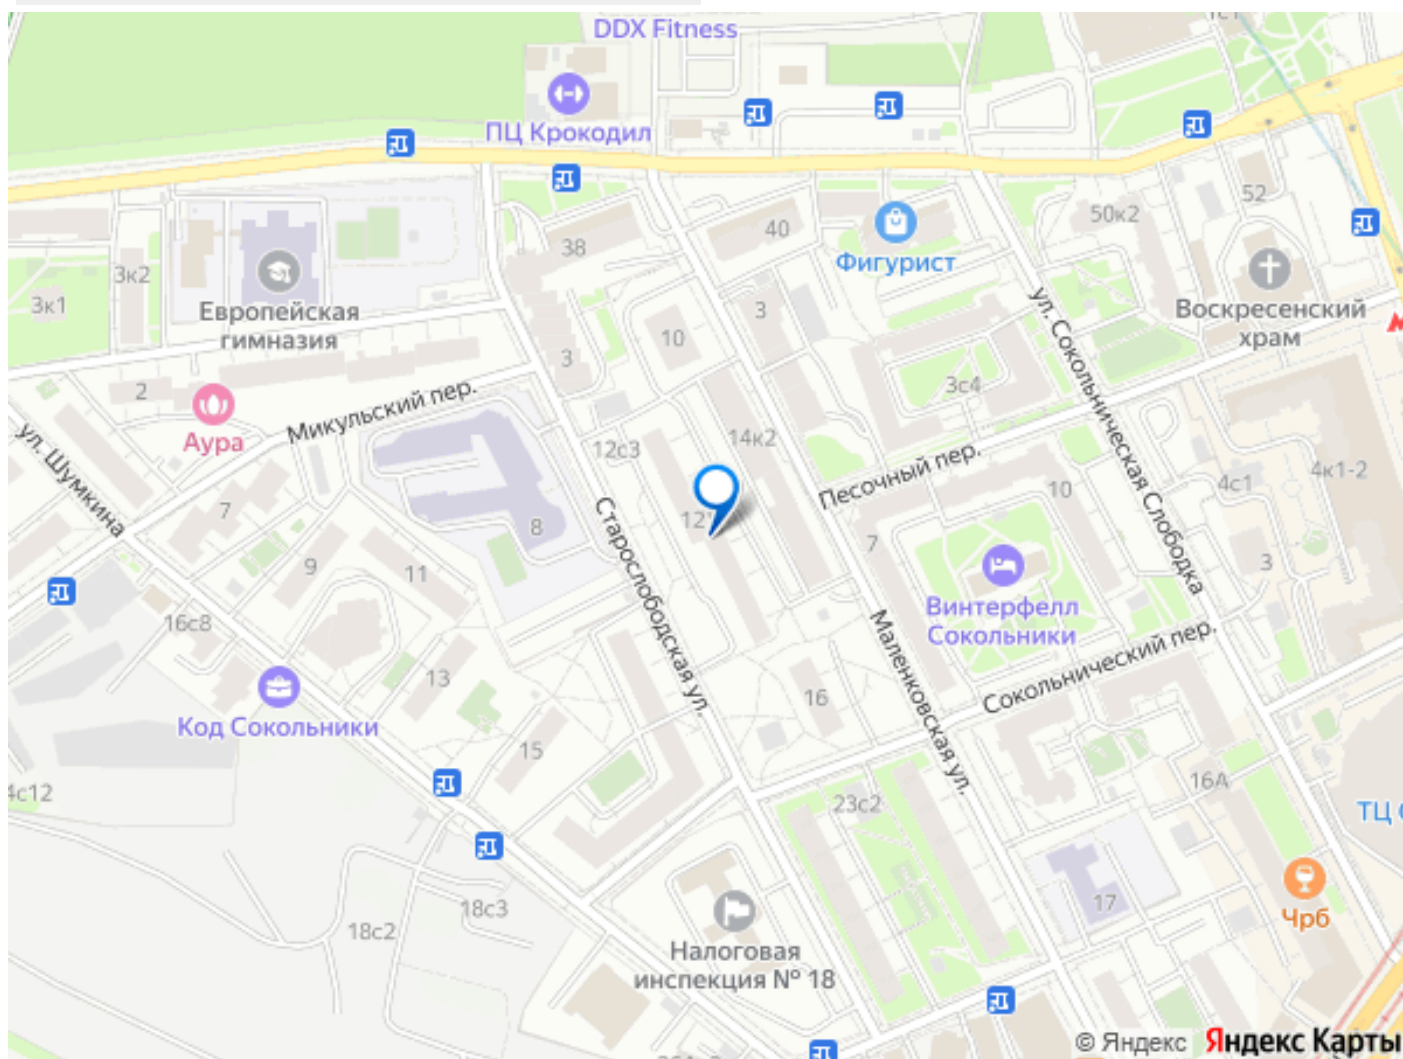 1с1
DDX Fitness
ПЦ Крокодил
52
50к2
40
38
Фигурист
3к2
3к1
Европейская
гимназия
Воскресенский
храм
ул. Сокольническая Слободка
10
3
3
3с4
2
Аура
Микульский пер.
ул. Шумкина
12с3
14к2
Песочный пер.
10
4с1
4к1-2
7
8
Старослободская ул.
12
7
3
9
11
Винтерфелл
Сокольники
16с8
Маленковская ул.
Сокольнический пер.
13
Код Сокольники
16
15
4с12
23с2
16А
ТЦ
18с3
18с2
17
Чрб
Налоговая
инспекция № 18
© Яндекс Яндекс Карты